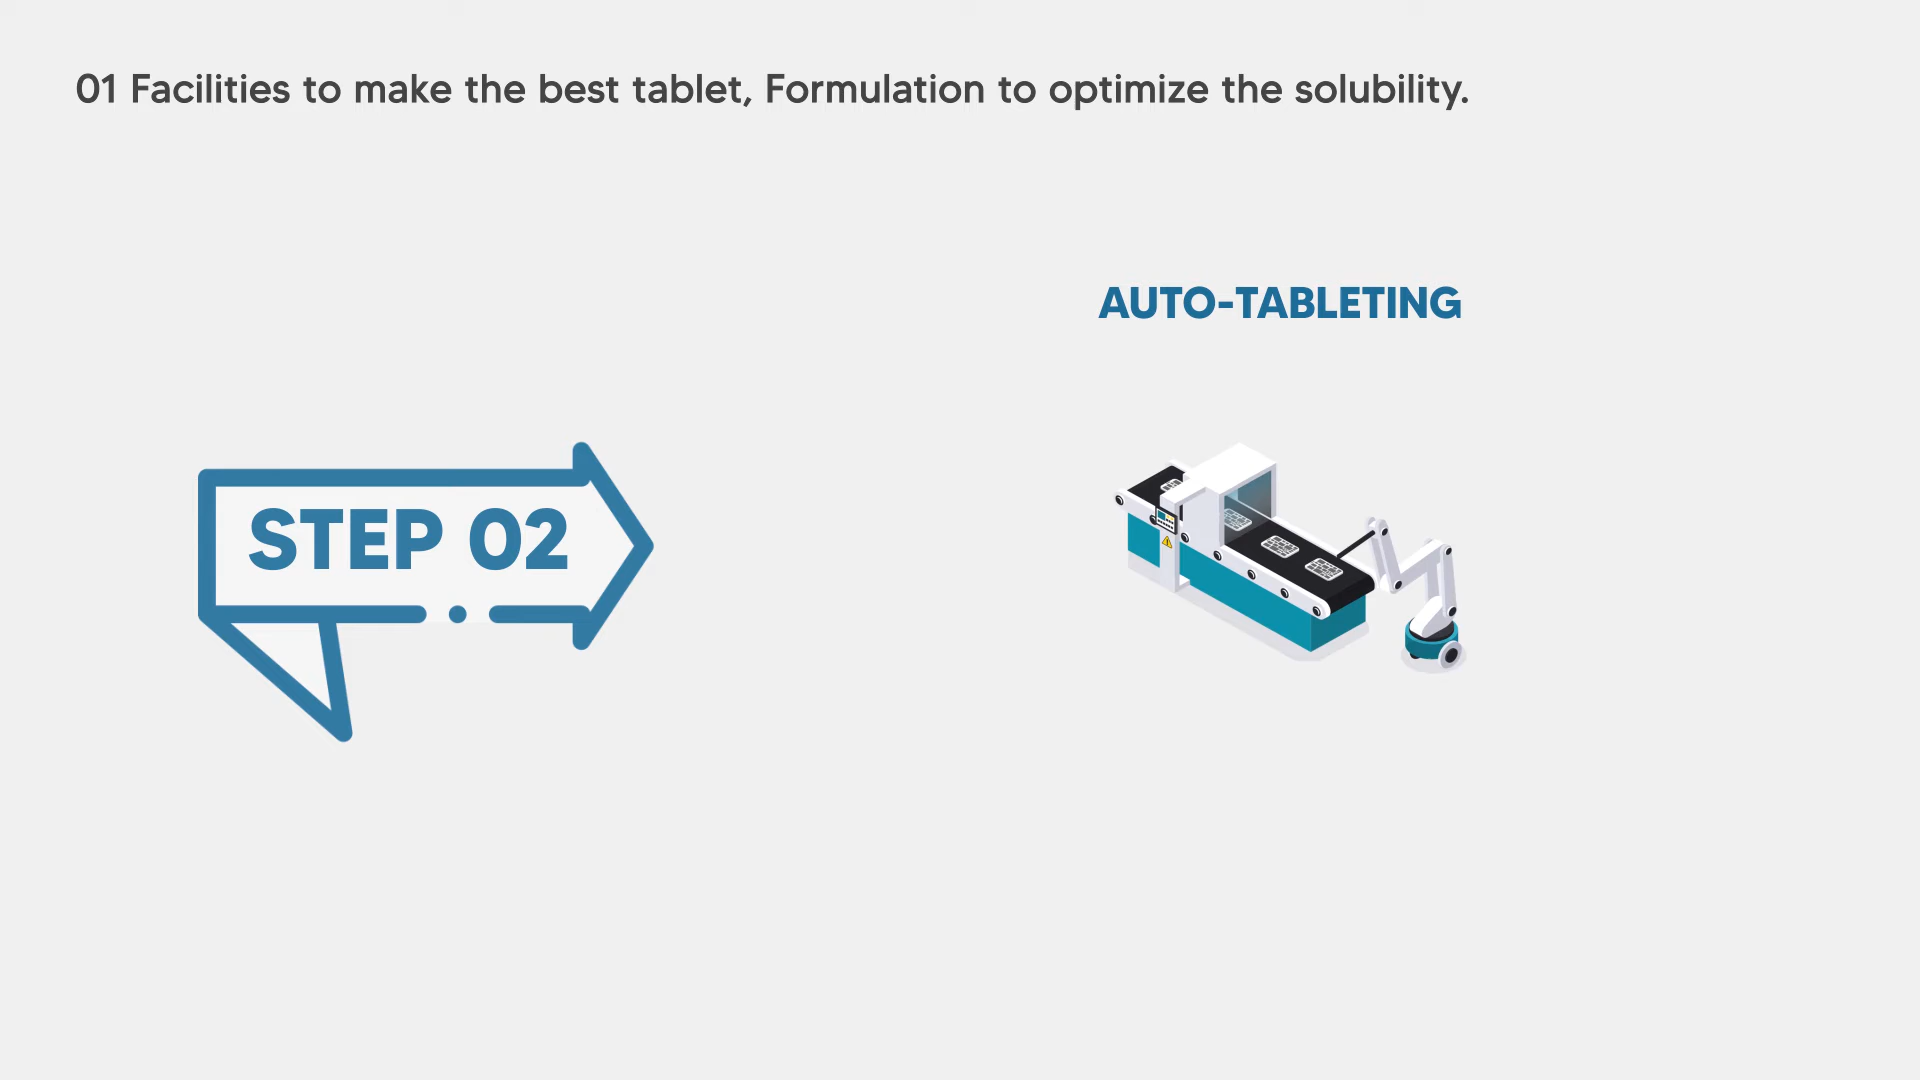 01 Facilities to make the best tablet, Formulation to optimize the solubility.
AUTO-TABLETING
STEP 02